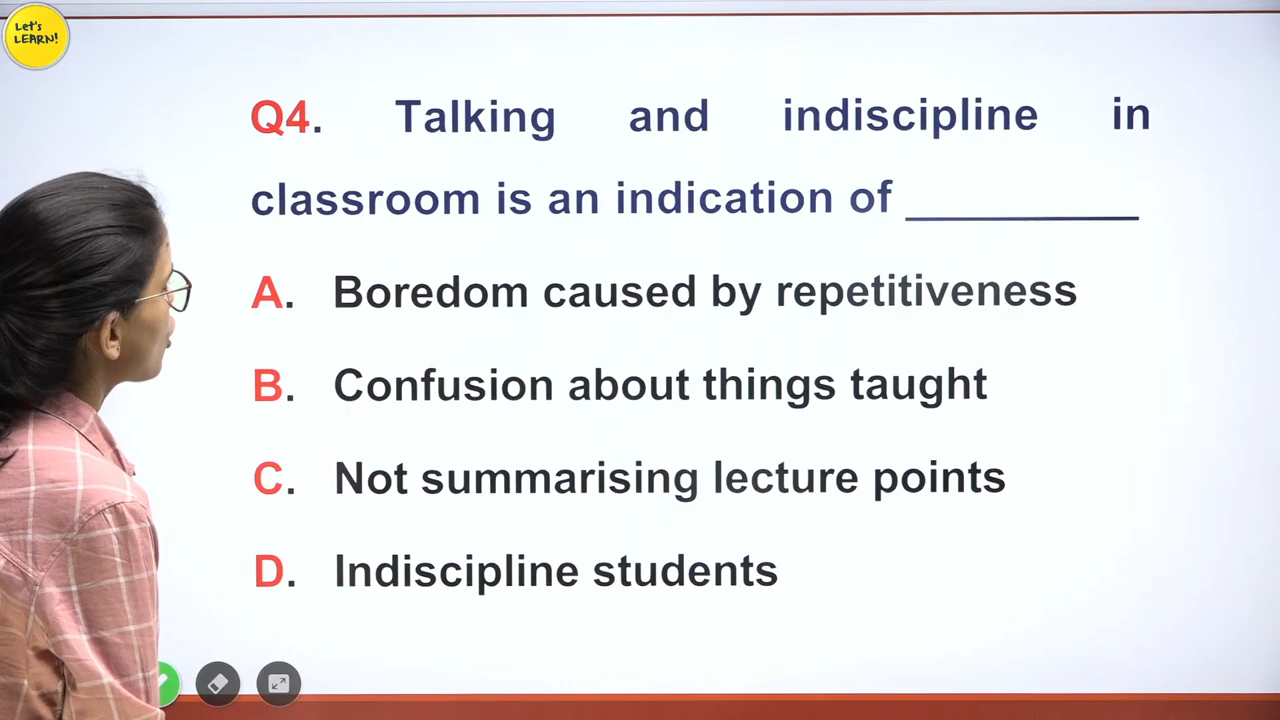 Let's
LEARN!
Q4. Talking and indiscipline in
classroom is an indication of __________
A. Boredom caused by repetitiveness
B. Confusion about things taught
C. Not summarising lecture points
D. Indiscipline students